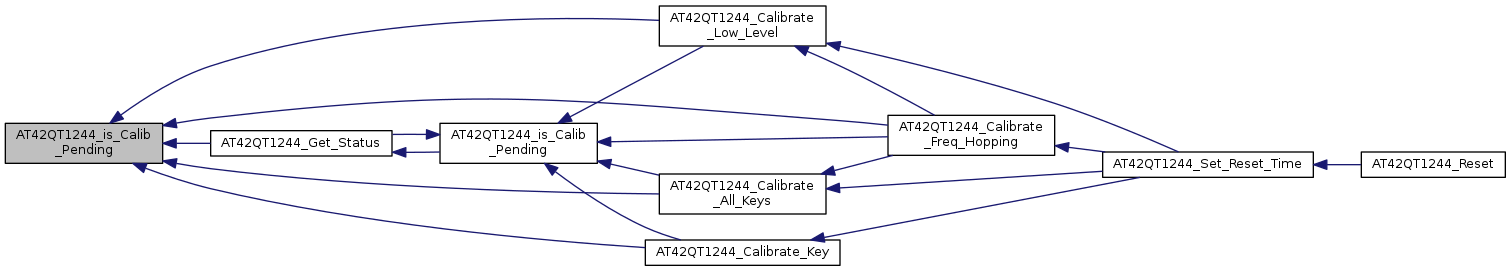 AT42QT1244_Calibrate
_Low_Level
AT42QT1244_is_Calib
_Pending
AT42QT1244_Get_Status
AT42QT1244_is_Calib
_Pending
AT42QT1244_Calibrate
_Freq_Hopping
AT42QT1244_Set_Reset_Time
AT42QT1244_Reset
AT42QT1244_Calibrate
_All_Keys
AT42QT1244_Calibrate_Key